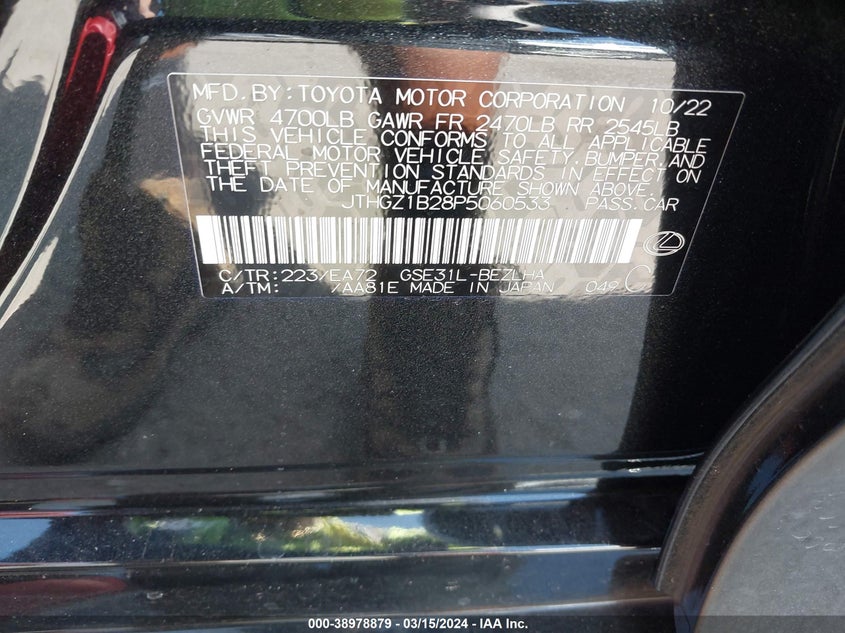 MFD. BY: TOYOTA MOTOR CORPORATION 10/22
GVWR 4700LB GAWR FR 2470LB RR 2545LB
THIS VEHICLE CONFORMS TO ALL APPLICABLE
FEDERAL MOTOR VEHICLE SAFETY, BUMPER, AND
THEFT PREVENTION STANDARDS IN EFFECT ON
THE DATE OF MANUFACTURE SHOWN ABOVE.
JTHGZ1B28P5060533 PASS. CAR
C/TR: 223/EA72 GSE31L-BEZLHA
A/TM: /AA81E MADE IN JAPAN 049 C
000-38978879 — 03/15/2024 — IAA Inc.